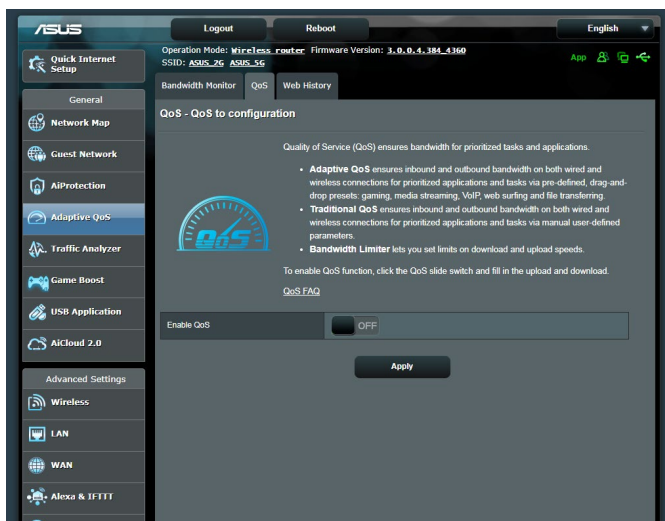 ASUS
Logout
Reboot
English
Quick Internet
Setup
Operation Mode: Wireless router Firmware Version: 3.0.0.4.384_4360
SSID: ASUS_2G ASUS_5G
App
Bandwidth Monitor
QoS
Web History
General
Network Map
Guest Network
AiProtection
Adaptive QoS
Traffic Analyzer
Game Boost
USB Application
AiCloud 2.0
Advanced Settings
Wireless
LAN
WAN
Alexa & IFTTT
QoS - QoS to configuration
Quality of Service (QoS) ensures bandwidth for prioritized tasks and applications.
• Adaptive QoS ensures inbound and outbound bandwidth on both wired and
wireless connections for prioritized applications and tasks via pre-defined, drag-and-
drop presets: gaming, media streaming, VoIP, web surfing and file transferring.
• Traditional QoS ensures inbound and outbound bandwidth on both wired and
wireless connections for prioritized applications and tasks via manual user-defined
parameters.
• Bandwidth Limiter lets you set limits on download and upload speeds.
QoS
To enable QoS function, click the QoS slide switch and fill in the upload and download.
QoS FAQ
Enable QoS
OFF
Apply